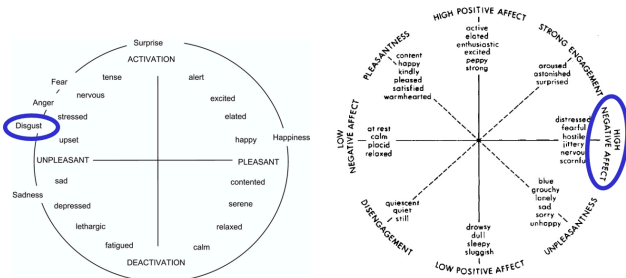 Surprise
ACTIVATION
Fear
tense
alert
nervous
Anger
excited
stressed
Disgust
elated
upset
happy
Happiness
UNPLEASANT
PLEASANT
sad
contented
Sadness
depressed
serene
lethargic
relaxed
fatigued
calm
DEACTIVATION
HIGH POSITIVE AFFECT
active
elated
enthusiastic
excited
peppy
strong
STRONG ENGAGEMENT
aroused
astonished
surprised
PLEASANTNESS
content
happy
kindly
pleased
satisfied
warmhearted
LOW
NEGATIVE AFFECT
at rest
calm
placid
relaxed
distressed
fearful
hostile
jittery
nervous
scornful
HIGH
NEGATIVE AFFECT
DISENGAGEMENT
quiescent
quiet
still
blue
grouchy
lonely
sad
sorry
unhappy
UNPLEASANTNESS
drowsy
dull
sleepy
sluggish
LOW POSITIVE AFFECT